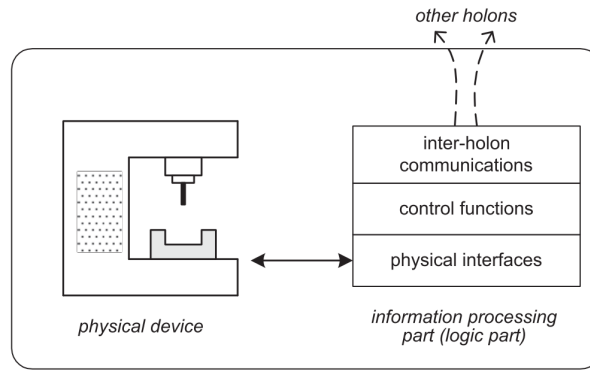 other holons
inter-holon
communications
control functions
physical interfaces
physical device
information processing
part (logic part)